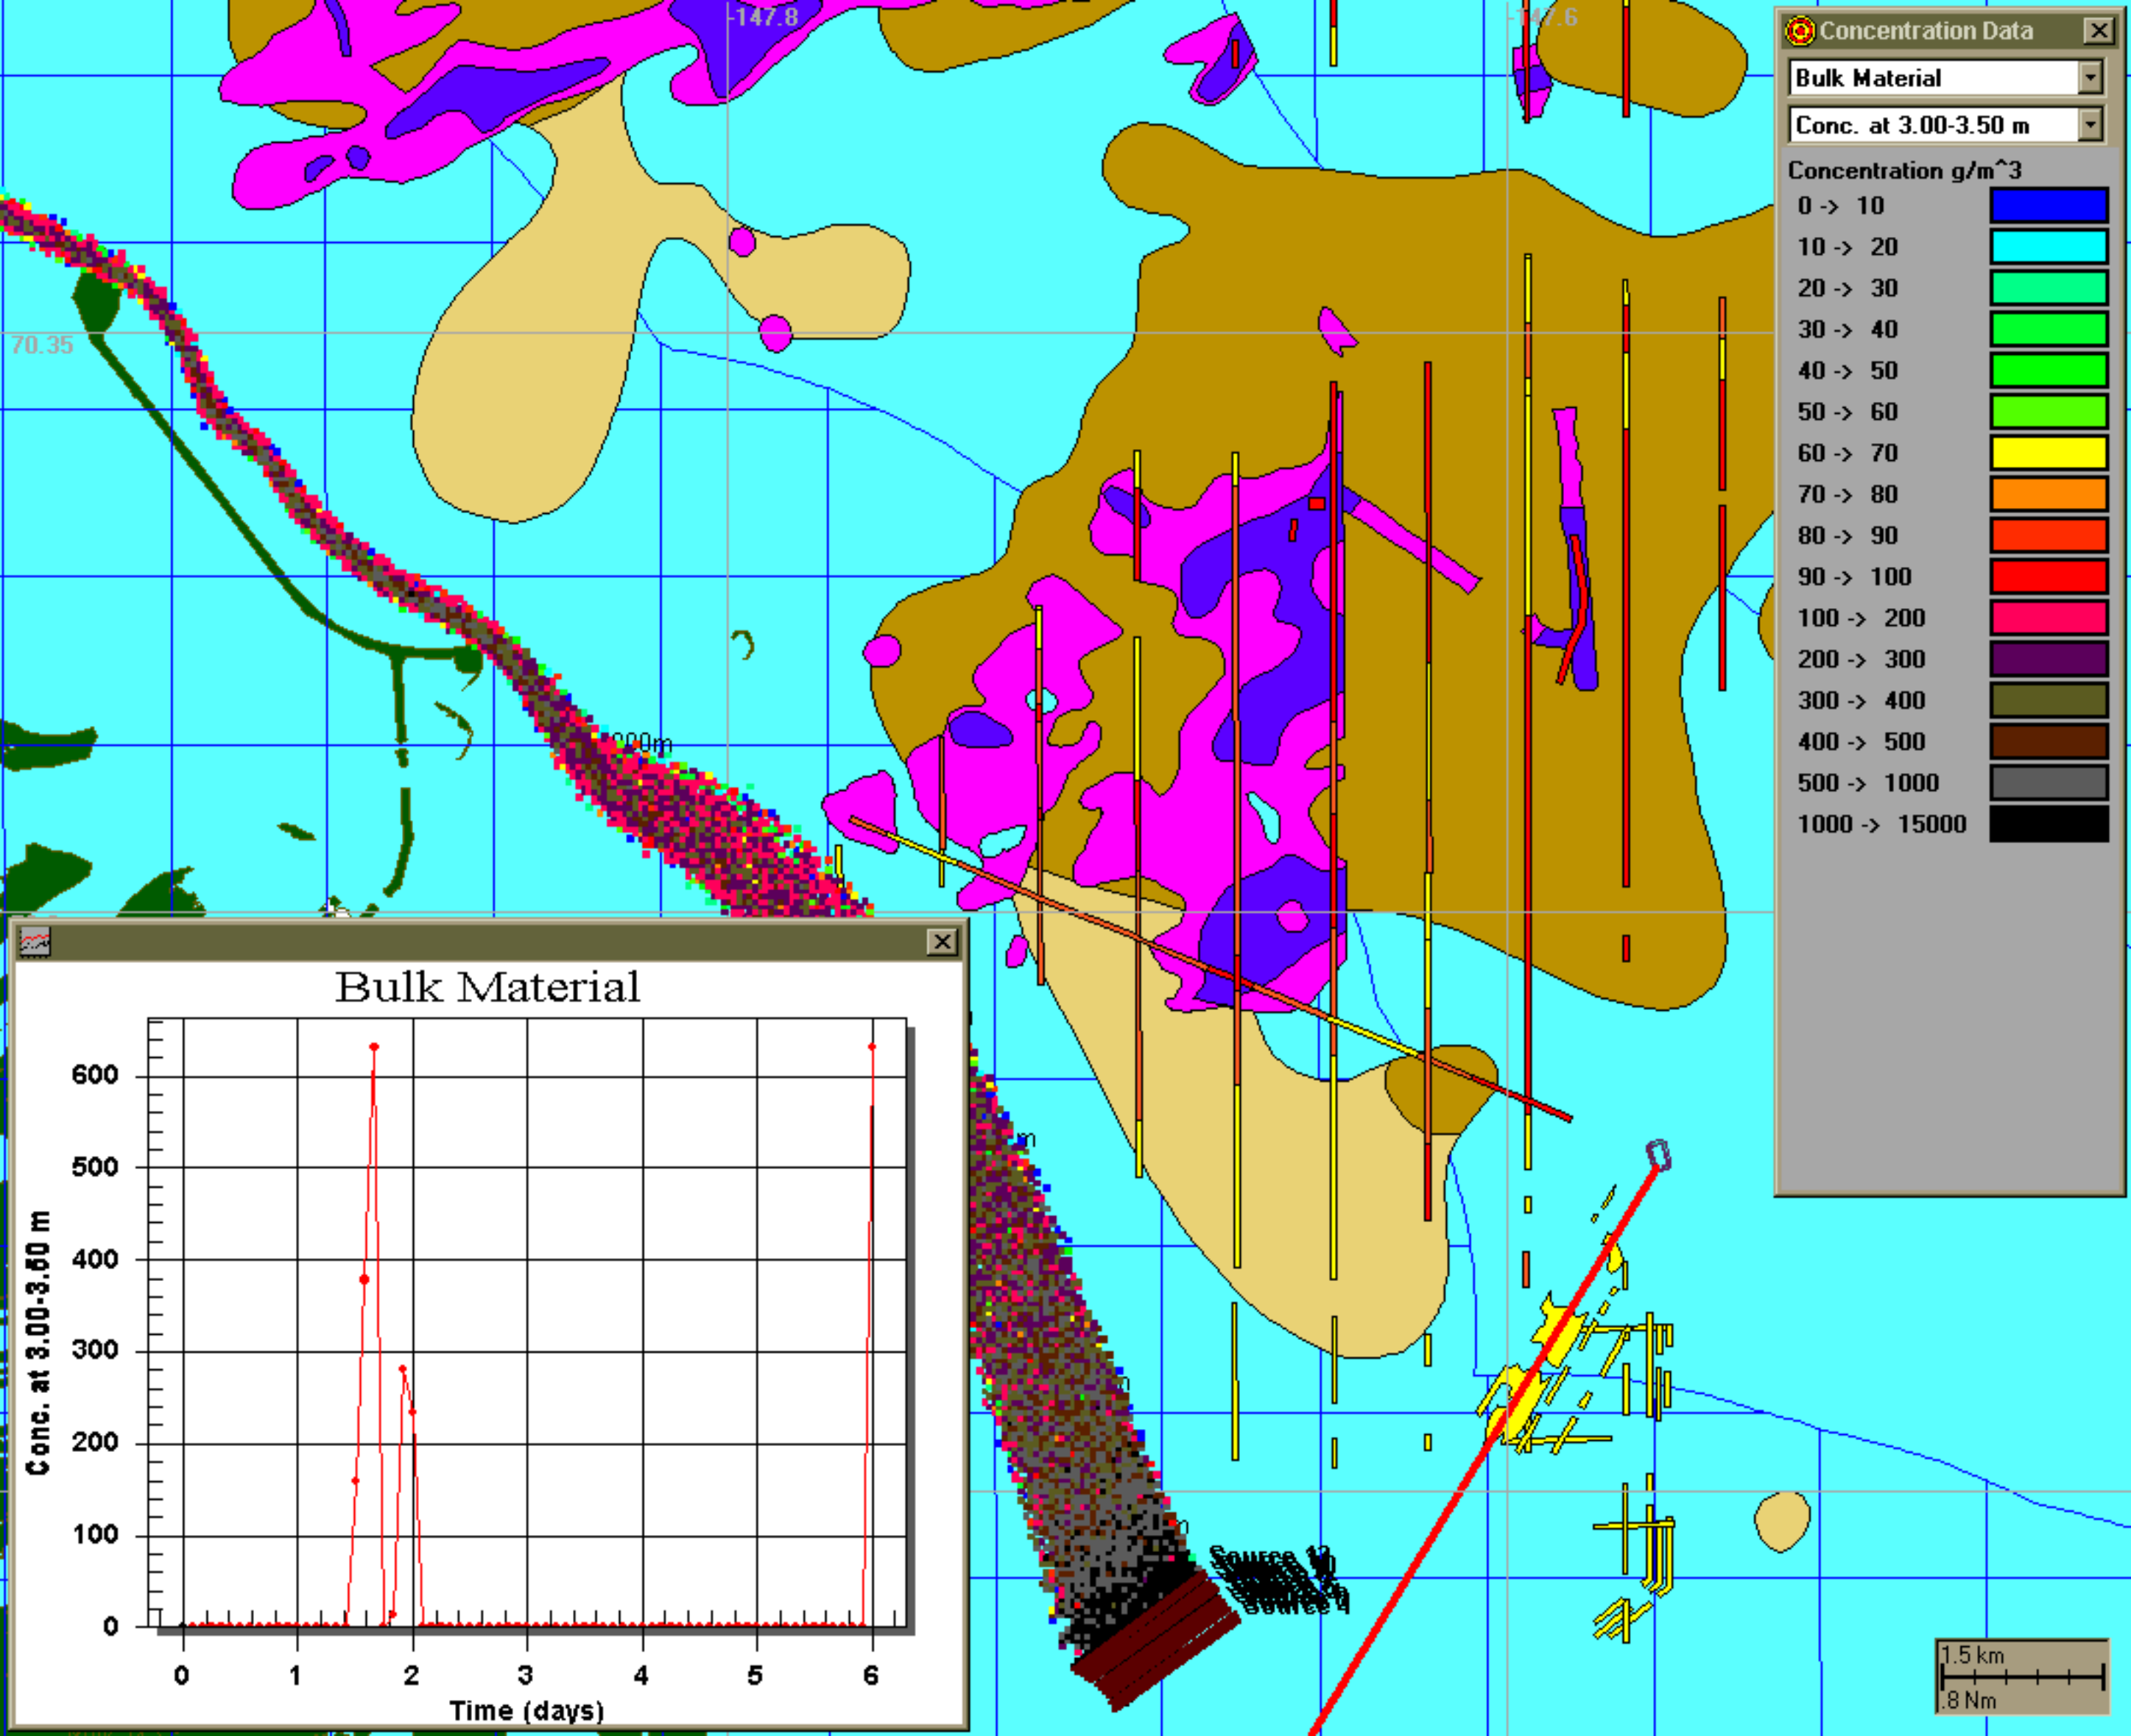 -147.8
-147.6
Concentration Data
Bulk Material
Conc. at 3.00-3.50 m
Concentration g/m^3
0 -> 10
10 -> 20
20 -> 30
30 -> 40
40 -> 50
50 -> 60
60 -> 70
70 -> 80
80 -> 90
90 -> 100
100 -> 200
200 -> 300
300 -> 400
400 -> 500
500 -> 1000
1000 -> 15000
70.35
Bulk Material
Conc. at 3.00-3.50 m
600
500
400
300
200
100
0
0 1 2 3 4 5 6
Time (days)
Source
Source 4
1.5 km
.8 Nm